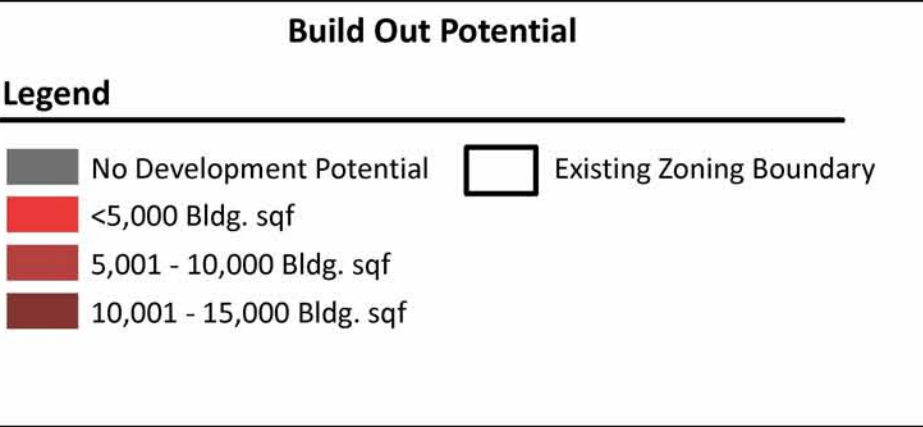 Build Out Potential
Legend
No Development Potential
Existing Zoning Boundary
<5,000 Bldg. sqf
5,001 - 10,000 Bldg. sqf
10,001 - 15,000 Bldg. sqf